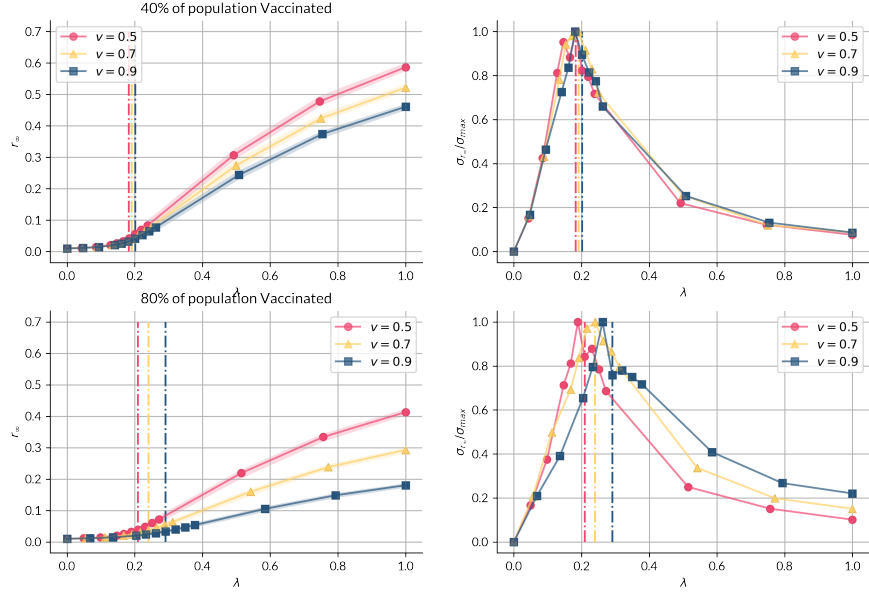 40% of population Vaccinated
0.7
0.6
0.5
0.4
0.3
0.2
0.1
0.0
r∞
v = 0.5
v = 0.7
v = 0.9
0.0 0.2 0.4 0.6 0.8 1.0
λ
1.0
0.8
0.6
0.4
0.2
0.0
σr∞/σmax
v = 0.5
v = 0.7
v = 0.9
0.0 0.2 0.4 0.6 0.8 1.0
λ
80% of population Vaccinated
0.7
0.6
0.5
0.4
0.3
0.2
0.1
0.0
r∞
v = 0.5
v = 0.7
v = 0.9
0.0 0.2 0.4 0.6 0.8 1.0
λ
1.0
0.8
0.6
0.4
0.2
0.0
σr∞/σmax
v = 0.5
v = 0.7
v = 0.9
0.0 0.2 0.4 0.6 0.8 1.0
λ